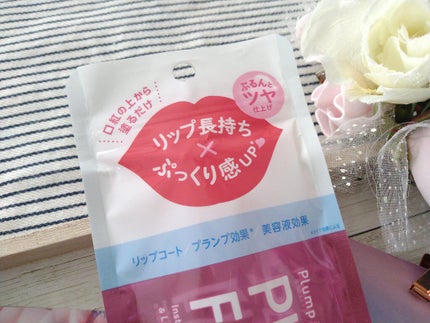 口紅の上から
塗るだけ
ぷるんと
ツヤ
仕上げ
リップ長持ち
×
ぷっくり感UP
リップコート/プランプ効果* 美容液効果
Plump
Inst
& L